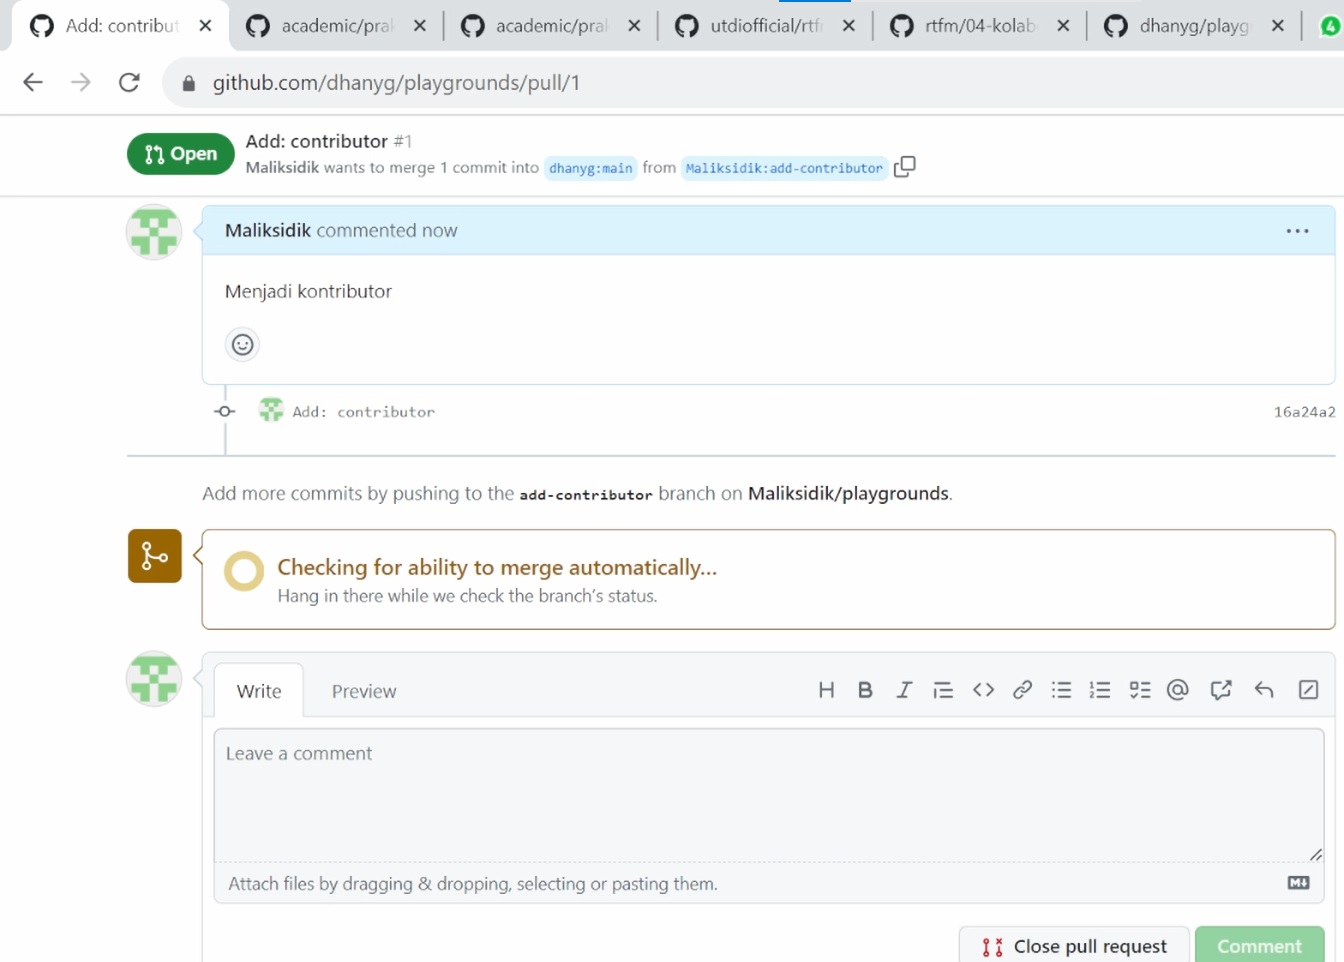 Add: contribut
academic/pra
academic/pral
utdiofficial/rtf
rtfm/04-kolab
dhanyg/playg
4
github.com/dhanyg/playgrounds/pull/1
Open
Add: contributor #1
Maliksidik wants to merge 1 commit into dhanyg:main from Maliksidik:add-contributor
Maliksidik commented now
Menjadi kontributor
Add: contributor 16a24a2
Add more commits by pushing to the add-contributor branch on Maliksidik/playgrounds.
Checking for ability to merge automatically...
Hang in there while we check the branch's status.
Write Preview
Leave a comment
Attach files by dragging & dropping, selecting or pasting them.
Close pull request Comment